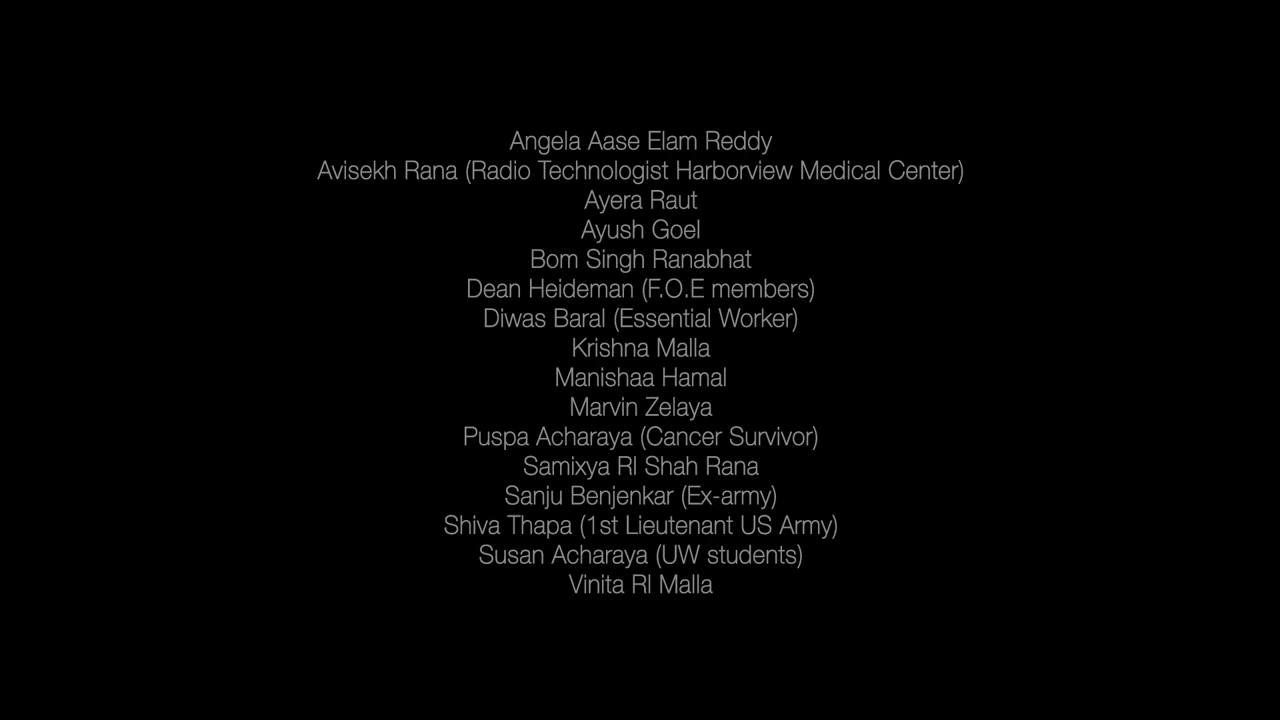 Angela Aase Elam Reddy
Avisekh Rana (Radio Technologist Harborview Medical Center)
Ayera Raut
Ayush Goel
Bom Singh Ranabhat
Dean Heideman (F.O.E members)
Diwas Baral (Essential Worker)
Krishna Malla
Manishaa Hamal
Marvin Zelaya
Puspa Acharaya (Cancer Survivor)
Samixya Rl Shah Rana
Sanju Benjenkar (Ex-army)
Shiva Thapa (1st Lieutenant US Army)
Susan Acharaya (UW students)
Vinita Rl Malla